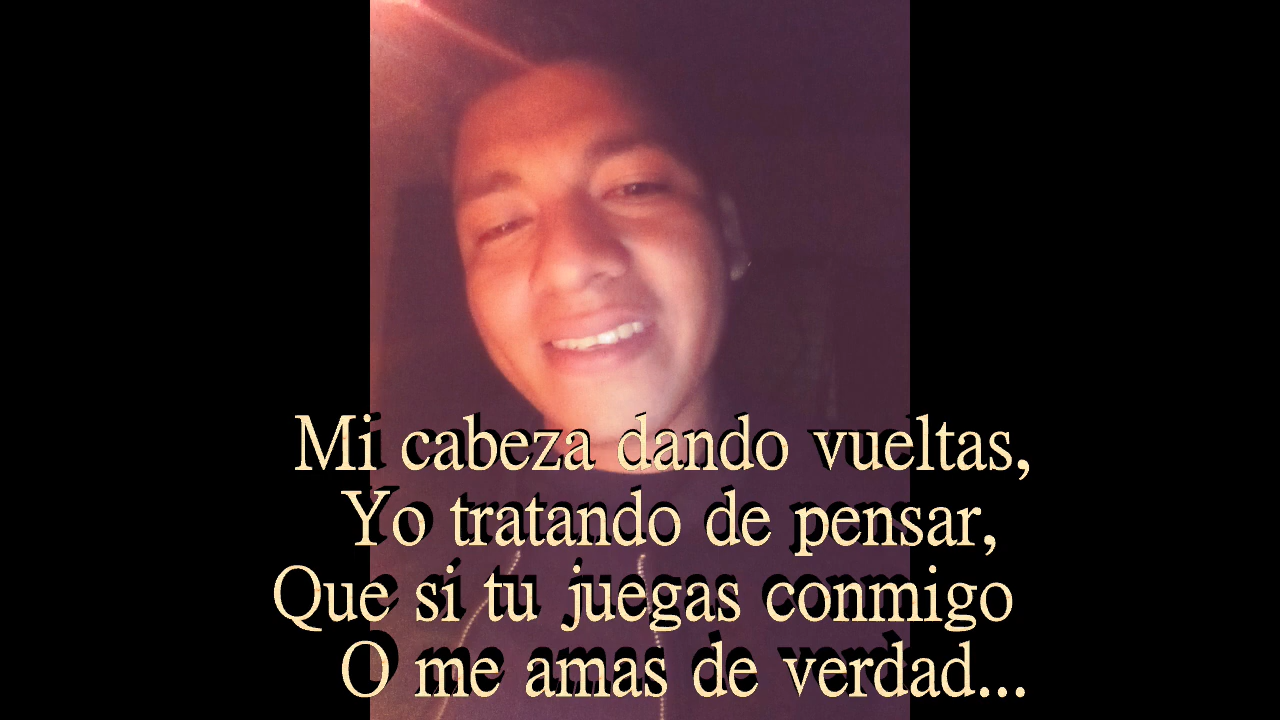 Mi cabeza dando vueltas,
Yo tratando de pensar,
Que si tu juegas conmigo
O me amas de verdad...